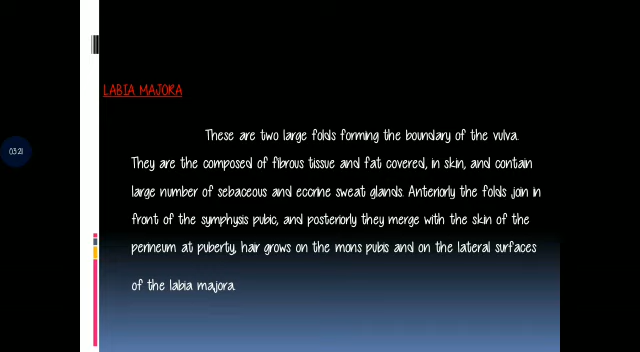 LABIA MAJORA
03:21
These are two large folds forming the boundary of the vulva.
They are the composed of fibrous tissue and fat covered, in skin, and contain
large number of sebaceous and eccrine sweat glands. Anteriorly the folds join in
front of the symphysis pubic, and posteriorly they merge with the skin of the
perineum at puberty, hair grows on the mons pubis and on the lateral surfaces
of the labia majora.